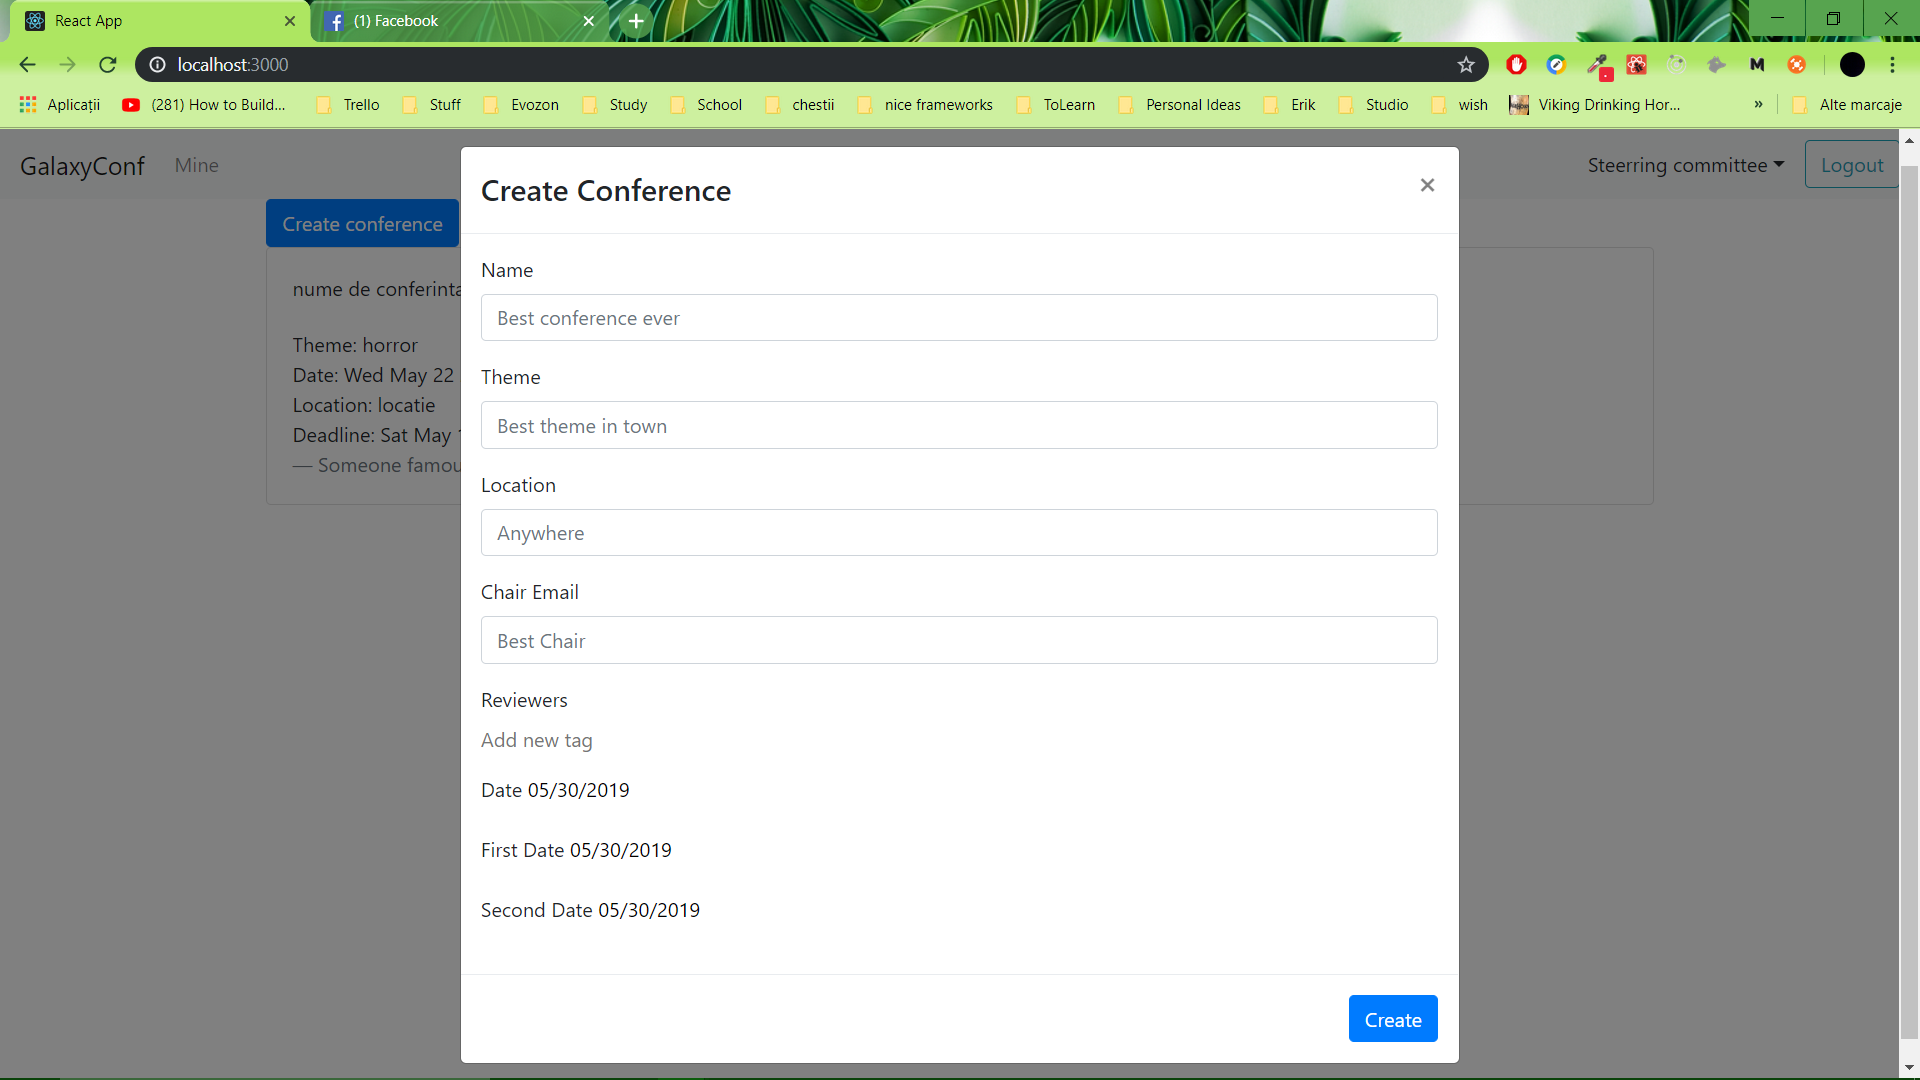 React App
(1) Facebook
localhost:3000
Aplicații
(281) How to Build...
Trello
Stuff
Evozon
Study
School
chestii
nice frameworks
ToLearn
Personal Ideas
Erik
Studio
wish
Viking Drinking Hor...
»
Alte marcaje
GalaxyConf
Mine
Steerring committee
Logout
Create conference
nume de conferinta
Theme: horror
Date: Wed May 22
Location: locatie
Deadline: Sat May
— Someone famou
Create Conference
×
Name
Best conference ever
Theme
Best theme in town
Location
Anywhere
Chair Email
Best Chair
Reviewers
Add new tag
Date 05/30/2019
First Date 05/30/2019
Second Date 05/30/2019
Create